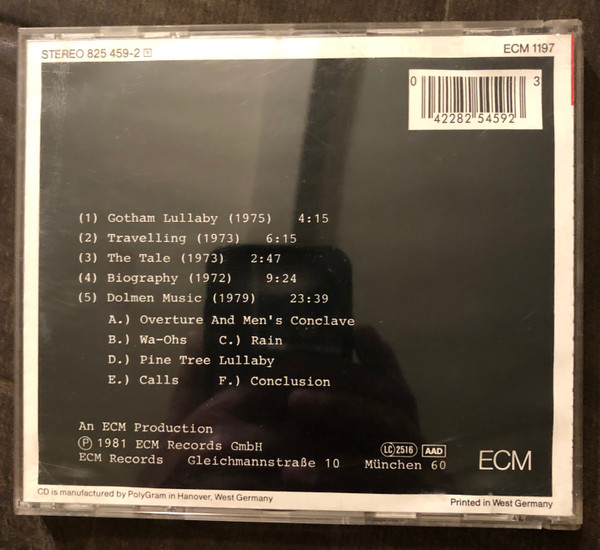 STEREO 825 459-2 Y ECM 1197
0 42282 54592 3
(1) Gotham Lullaby (1975) 4:15
(2) Travelling (1973) 6:15
(3) The Tale (1973) 2:47
(4) Biography (1972) 9:24
(5) Dolmen Music (1979) 23:39
A.) Overture And Men's Conclave
B.) Wa-Ohs C.) Rain
D.) Pine Tree Lullaby
E.) Calls F.) Conclusion
An ECM Production
Ⓟ 1981 ECM Records GmbH
ECM Records Gleichmannstraße 10 München 60
LC 2516 AAD
ECM
CD is manufactured by PolyGram in Hanover, West Germany
Printed in West Germany